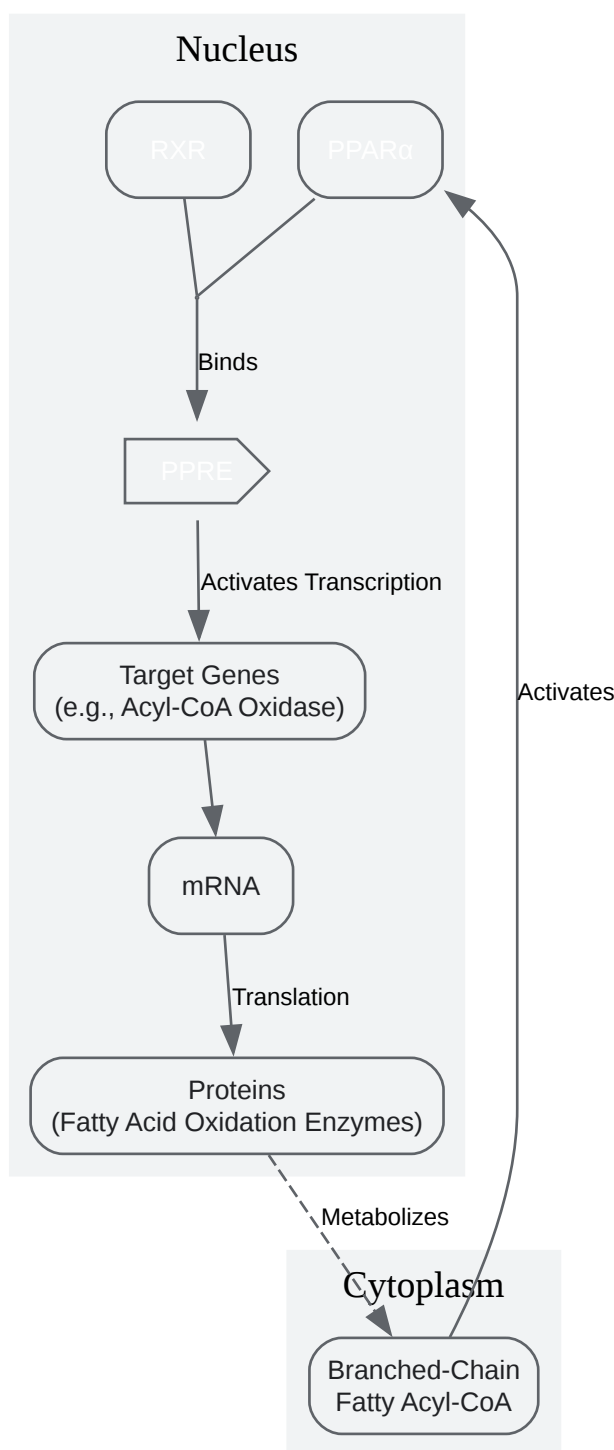 Nucleus
RXR
PPARα
Binds
PPRE
Activates Transcription
Target Genes
(e.g., Acyl-CoA Oxidase)
Activates
mRNA
Translation
Proteins
(Fatty Acid Oxidation Enzymes)
Metabolizes
Cytoplasm
Branched-Chain
Fatty Acyl-CoA